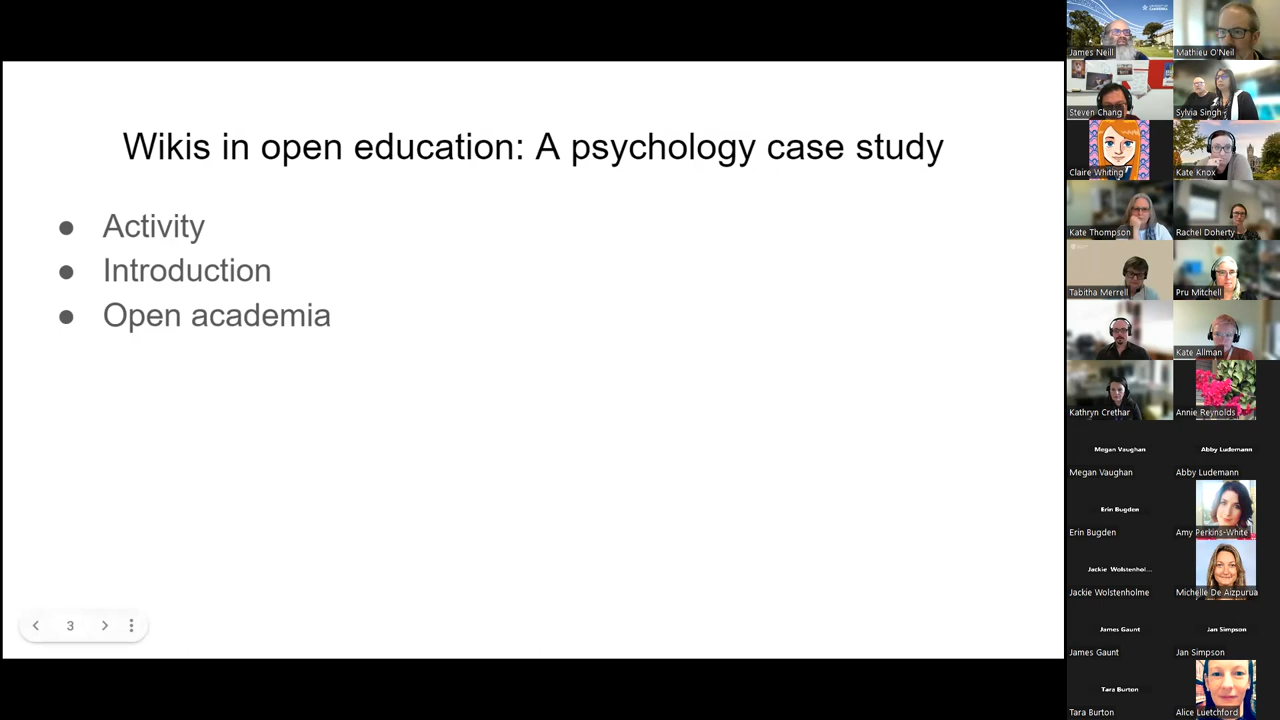 Wikis in open education: A psychology case study
● Activity
● Introduction
● Open academia
3
James Neill
Mathieu O'Neil
Steven Chang
Sylvia Singh
Claire Whiting
Kate Knox
Kate Thompson
Rachel Doherty
Tabitha Merrell
Pru Mitchell
Kate Allman
Kathryn Crethar
Annie Reynolds
Megan Vaughan
Megan Vaughan
Abby Ludemann
Abby Ludemann
Erin Bugden
Erin Bugden
Amy Perkins-White
Jackie Wolstenhol...
Jackie Wolstenholme
Michelle De Aizpurua
James Gaunt
James Gaunt
Jan Simpson
Jan Simpson
Tara Burton
Tara Burton
Alice Luetchford